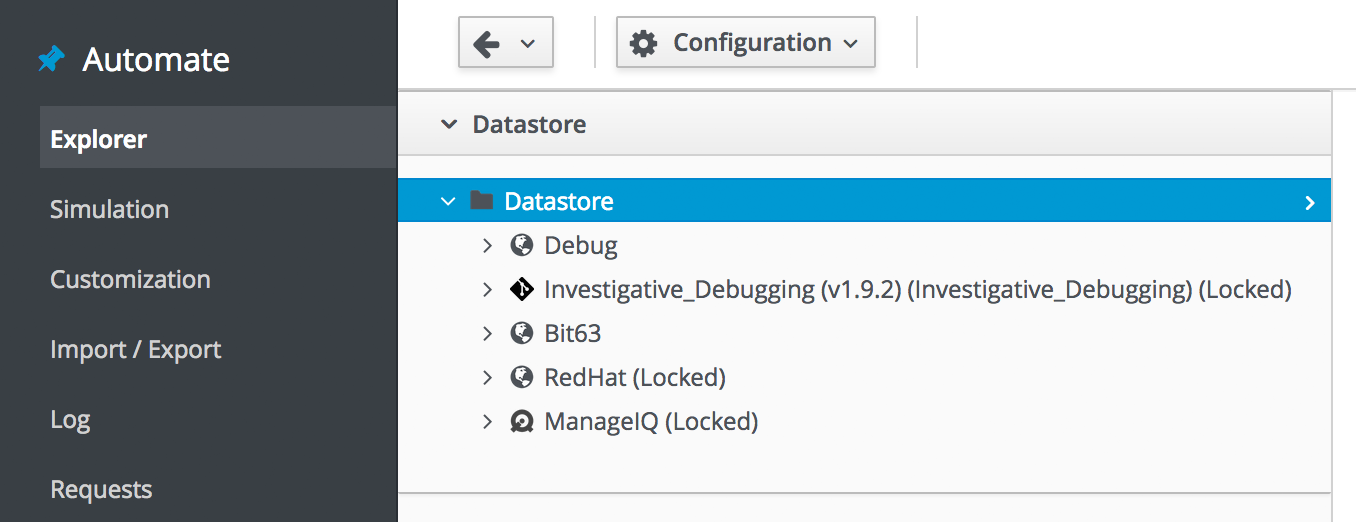 Automate
Explorer
Simulation
Customization
Import / Export
Log
Requests
Configuration
Datastore
Datastore
Debug
Investigative_Debugging (v1.9.2) (Investigative_Debugging) (Locked)
Bit63
RedHat (Locked)
ManageIQ (Locked)